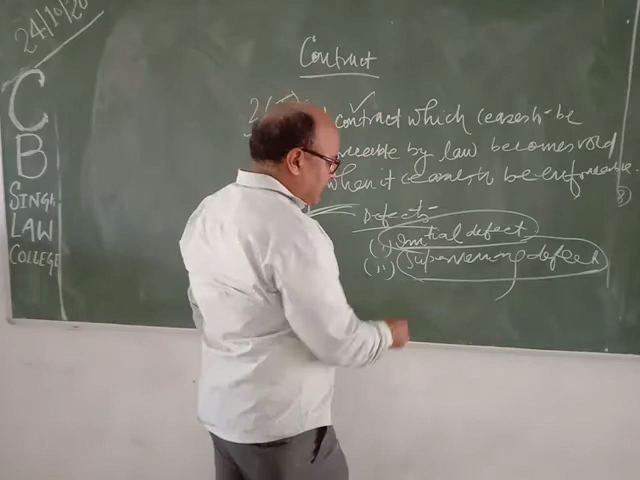 24/10/20
C
B
SINGH
LAW
COLLEGE
Contract
2( contract which ceases to be
by law becomes void
when it ceases to be enforceable
Defects-
(i) Initial defect
(ii) Supervening defect